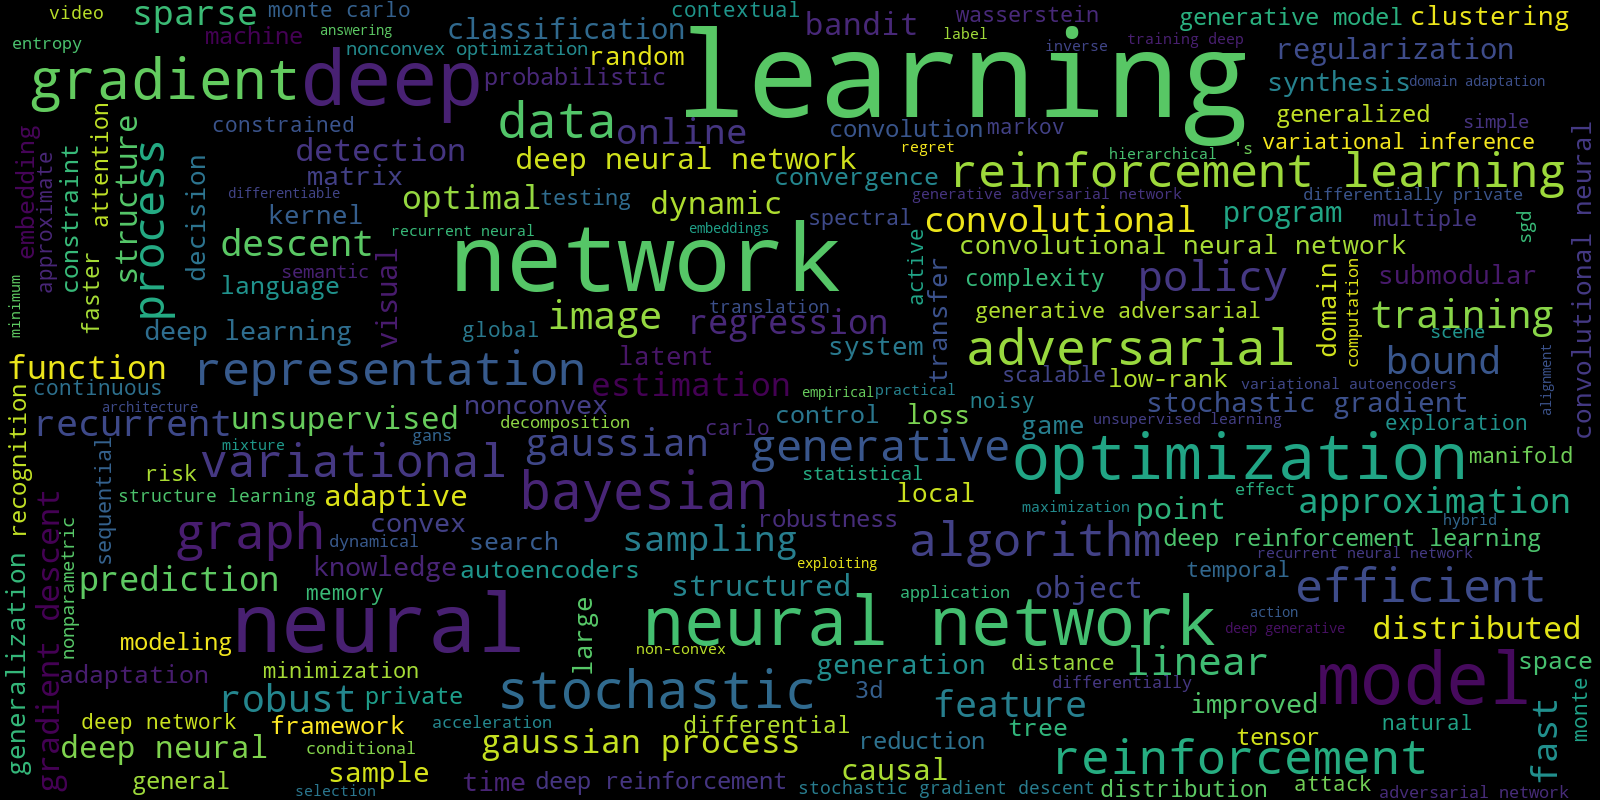 video
sparse
monte carlo
contextual
bandit
wasserstein
generative model
clustering
entropy
machine
answering
classification
label
learning
inverse
training deep
regularization
nonconvex optimization
random
gradient
deep
probabilistic
synthesis
domain adaptation
data
online
constrained
convolution
markov
generalized
simple
embedding
approximate
constraint
attention
structure
process
decision
detection
matrix
deep neural network
convergence
regret
hierarchical
's
variational inference
reinforcement learning
differentiable
kernel
optimal
testing
dynamic
spectral
generative adversarial network
differentially private
convolutional
program
multiple
sgd
convolutional neural
descent
recurrent neural
network
embeddings
convolutional neural network
semantic
language
visual
faster
minimum
active
transfer
complexity
policy
domain
computation
submodular
deep learning
global
image
translation
regression
system
generative adversarial
training
scene
adversarial
bound
alignment
function
continuous
representation
latent
estimation
empirical
practical
scalable
low-rank
variational autoencoders
noisy
stochastic gradient
architecture
recurrent
unsupervised
nonconvex
decomposition
carlo
control
loss
game
unsupervised learning
exploration
generalization recognition
mixture
gans
gaussian
generative
optimization
manifold
sequential
risk
variational
statistical
structure learning
adaptive
bayesian
local
effect
maximization
point
approximation
gradient descent
nonparametric
graph
convex
dynamical
search
sampling
robustness
algorithm
hybrid
deep reinforcement learning
recurrent neural network
prediction
knowledge
autoencoders
exploiting
temporal
memory
structured
application
object
efficient
neural
large
neural network
action
deep generative
distributed
modeling
non-convex
adaptation
minimization
generation
distance
linear
model
space
differentially
robust
private
stochastic
3d
feature
improved
natural
fast
monte
deep network
framework
acceleration
differential
tree
tensor
deep neural
conditional
gaussian process
reduction
reinforcement
general
sample
time
deep reinforcement
causal
selection
stochastic gradient descent
distribution
attack
adversarial network